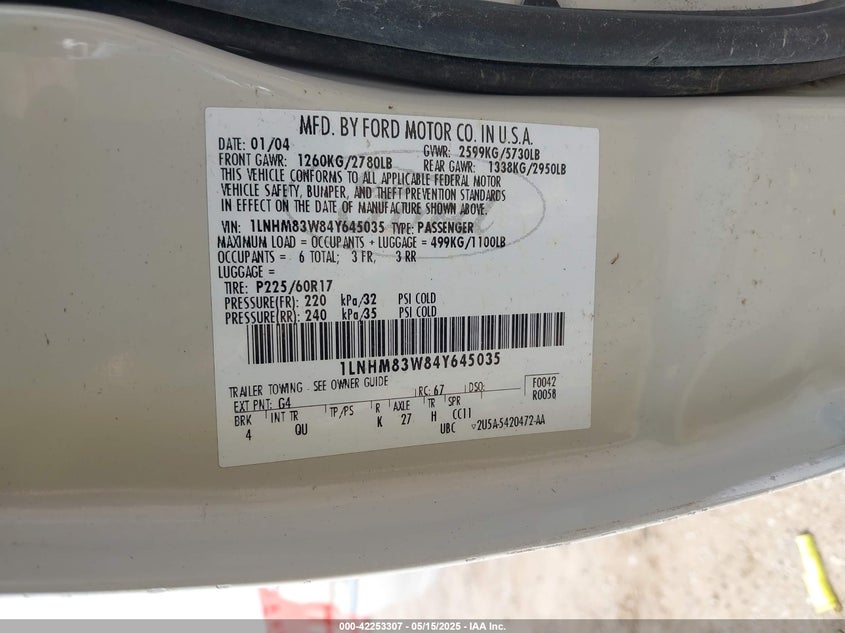 MFD. BY FORD MOTOR CO. IN U.S.A.
DATE: 01/04 GVWR: 2599KG/5730LB
FRONT GAWR: 1260KG/2780LB REAR GAWR: 1338KG/2950LB
THIS VEHICLE CONFORMS TO ALL APPLICABLE FEDERAL MOTOR
VEHICLE SAFETY, BUMPER, AND THEFT PREVENTION STANDARDS
IN EFFECT ON THE DATE OF MANUFACTURE SHOWN ABOVE.
VIN: 1LNHM83W84Y645035 TYPE: PASSENGER
MAXIMUM LOAD = OCCUPANTS + LUGGAGE = 499KG/1100LB
OCCUPANTS = 6 TOTAL; 3 FR, 3 RR
LUGGAGE =
TIRE: P225/60R17
PRESSURE(FR): 220 kPa/32 PSI COLD
PRESSURE(RR): 240 kPa/35 PSI COLD
1LNHM83W84Y645035
TRAILER TOWING - SEE OWNER GUIDE
EXT PNT: G4 RC: 67 DSO: F0042
R0058
BRK INT TR TP/PS R AXLE TR SPR
4 QU K 27 H CC11
UBC 2U5A-5420472-AA
Ford
000-42253307 - 05/15/2025 - IAA Inc.